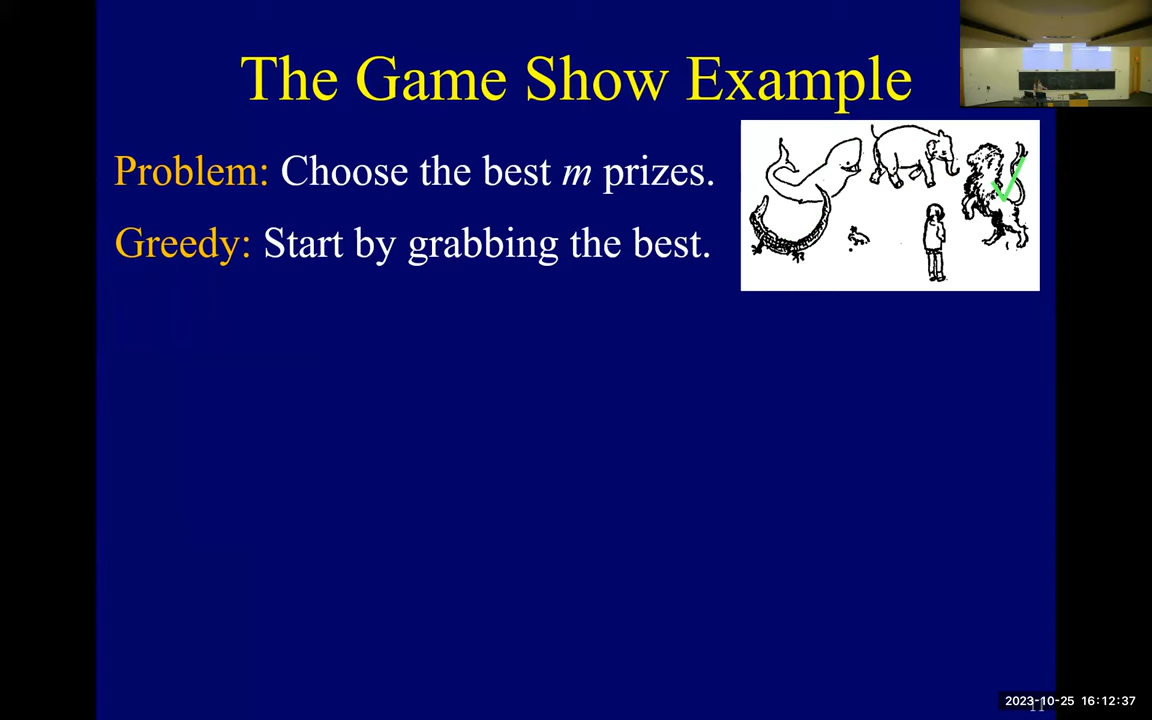 The Game Show Example
Problem: Choose the best m prizes.
Greedy: Start by grabbing the best.
2023-10-25 16:12:37
11